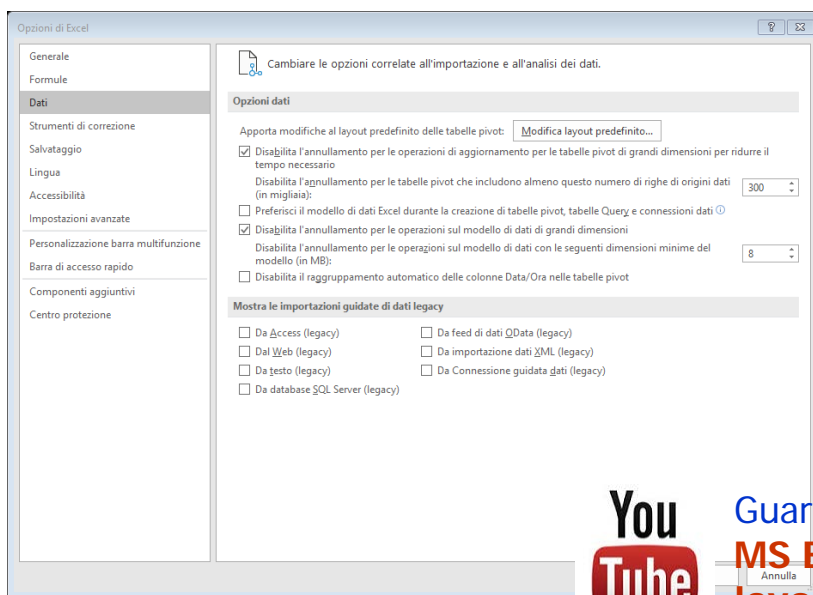 Opzioni di Excel
Generale
Formule
Dati
Strumenti di correzione
Salvataggio
Lingua
Accessibilità
Impostazioni avanzate
Personalizzazione barra multifunzione
Barra di accesso rapido
Componenti aggiuntivi
Centro protezione
Cambiare le opzioni correlate all'importazione e all'analisi dei dati.
Opzioni dati
Apporta modifiche al layout predefinito delle tabelle pivot: Modifica layout predefinito...
Disabilita l'annullamento per le operazioni di aggiornamento per le tabelle pivot di grandi dimensioni per ridurre il
tempo necessario
Disabilita l'annullamento per le tabelle pivot che includono almeno questo numero di righe di origini dati
(in migliaia): 300
Preferisci il modello di dati Excel durante la creazione di tabelle pivot, tabelle Query e connessioni dati
Disabilita l'annullamento per le operazioni sul modello di dati di grandi dimensioni
Disabilita l'annullamento per le operazioni sul modello di dati con le seguenti dimensioni minime del
modello (in MB): 8
Disabilita il raggruppamento automatico delle colonne Data/Ora nelle tabelle pivot
Mostra le importazioni guidate di dati legacy
Da Access (legacy)
Dal Web (legacy)
Da testo (legacy)
Da database SQL Server (legacy)
Da feed di dati OData (legacy)
Da importazione dati XML (legacy)
Da Connessione guidata dati (legacy)
You
Tube
Guar
MS E
Annulla